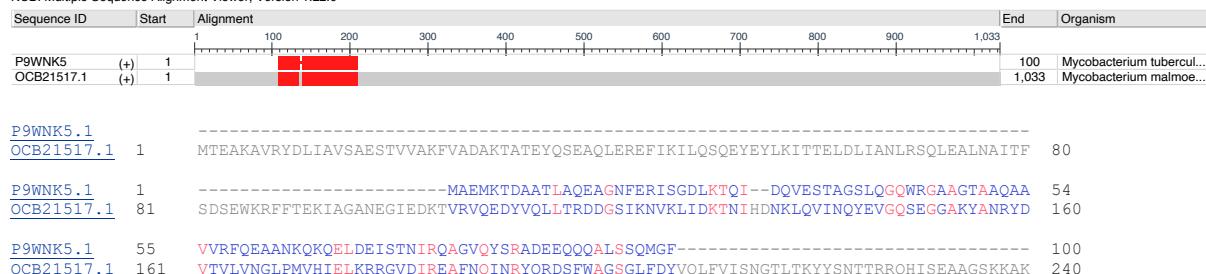 Sequence ID Start Alignment End Organism
1 100 200 300 400 500 600 700 800 900 1,033
P9WNK5 (+) 1 100 Mycobacterium tubercul...
OCB21517.1 (+) 1 1,033 Mycobacterium malmoe...
P9WNK5.1 --------------------------------------------------------------------------------
OCB21517.1 1 MTEAKAVRYDLIAVSAESTVVAKFVADAKTATEYQSEAQLEREFIKILQSQEYEYLKITTELDLIANLRSQLEALNAITF 80
P9WNK5.1 1 ------------------------MAEMKTDAATLAQEAGNFERISGDLKTQI--DQVESTAGSLQGQWRGAAGTAAQAA 54
OCB21517.1 81 SDSEWKRFFTEKIAGANEGIEDKTVRVQEDYVQLLTRDDGSIKNVKLIDKTNIHDNKLQVINQYEVGQSEGGAKYANRYD 160
P9WNK5.1 55 VVRFQEAANKQKQELDEISTNIRQAGVQYSRADEEQQQALSSQMGF---------------------------------- 100
OCB21517.1 161 VTVLVNGLPMVHIELKRRGVDIREAFNQINRYQRDSFWAGSGLFDYVQLFVISNGTLTKYYSNTTRRQHISEAAGSKKAK 240